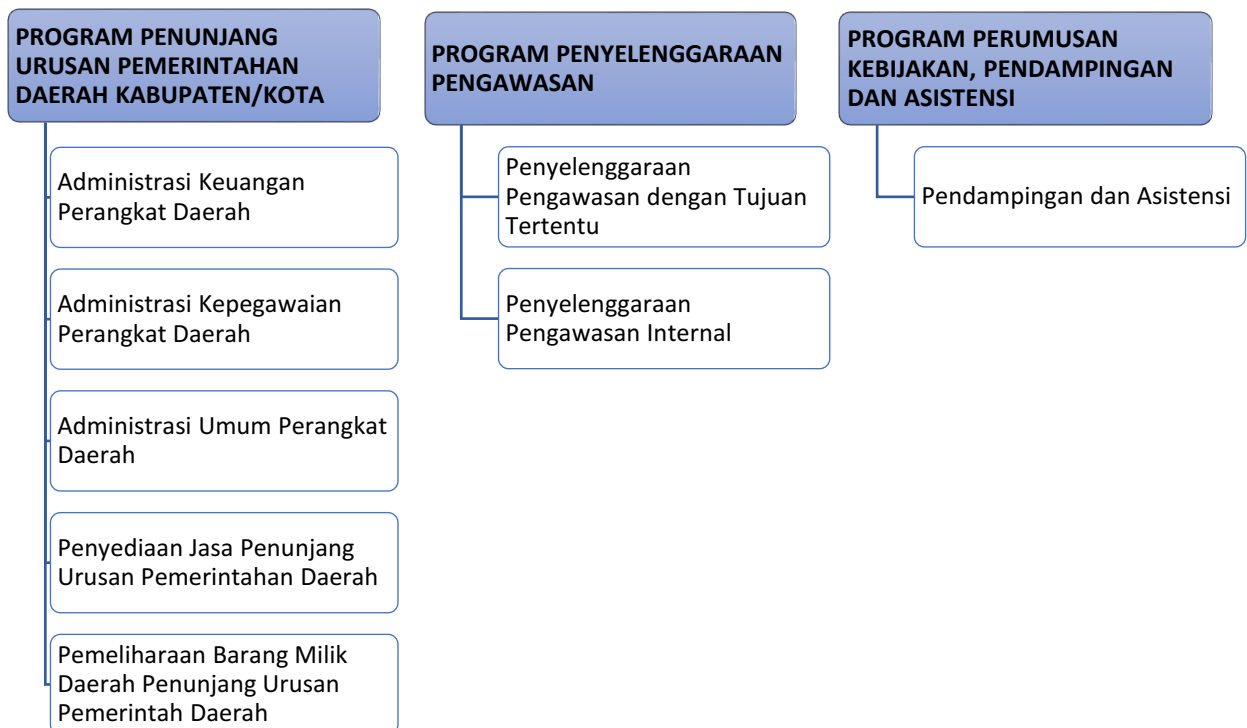 PROGRAM PENUNJANG
URUSAN PEMERINTAHAN
DAERAH KABUPATEN/KOTA
Administrasi Keuangan
Perangkat Daerah
Administrasi Kepegawaian
Perangkat Daerah
Administrasi Umum Perangkat
Daerah
Penyediaan Jasa Penunjang
Urusan Pemerintahan Daerah
Pemeliharaan Barang Milik
Daerah Penunjang Urusan
Pemerintah Daerah
PROGRAM PENYELENGGARAAN
PENGAWASAN
Penyelenggaraan
Pengawasan dengan Tujuan
Tertentu
Penyelenggaraan
Pengawasan Internal
PROGRAM PERUMUSAN
KEBIJAKAN, PENDAMPINGAN
DAN ASISTENSI
Pendampingan dan Asistensi